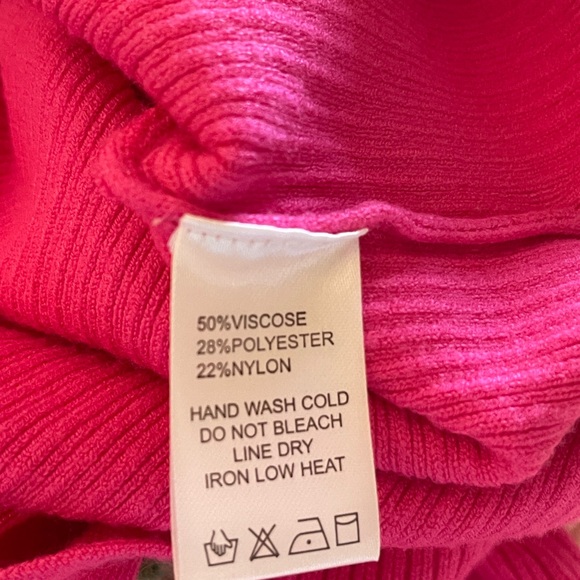 50%VISCOSE
28%POLYESTER
22%NYLON
HAND WASH COLD
DO NOT BLEACH
LINE DRY
IRON LOW HEAT